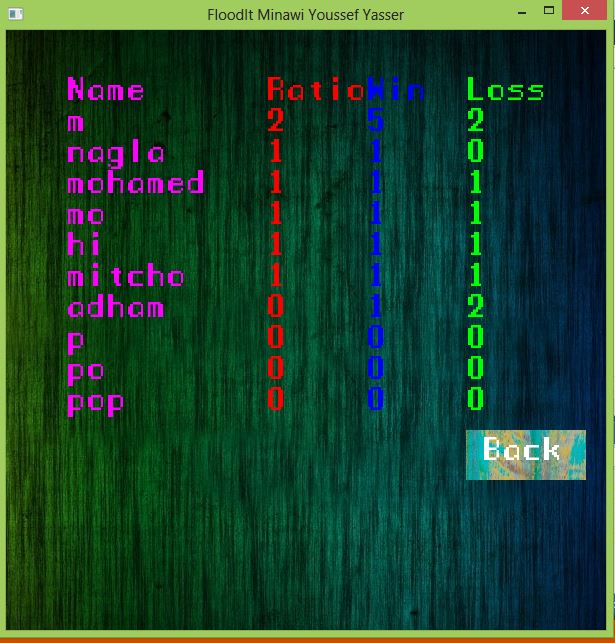 FloodIt Minawi Youssef Yasser
Name Ratio Win Loss
m 2 5 2
nagla 1 1 0
mohamed 1 1 1
mo 1 1 1
hi 1 1 1
mitcho 1 1 1
adham 0 1 2
p 0 0 0
po 0 0 0
pop 0 0 0
Back